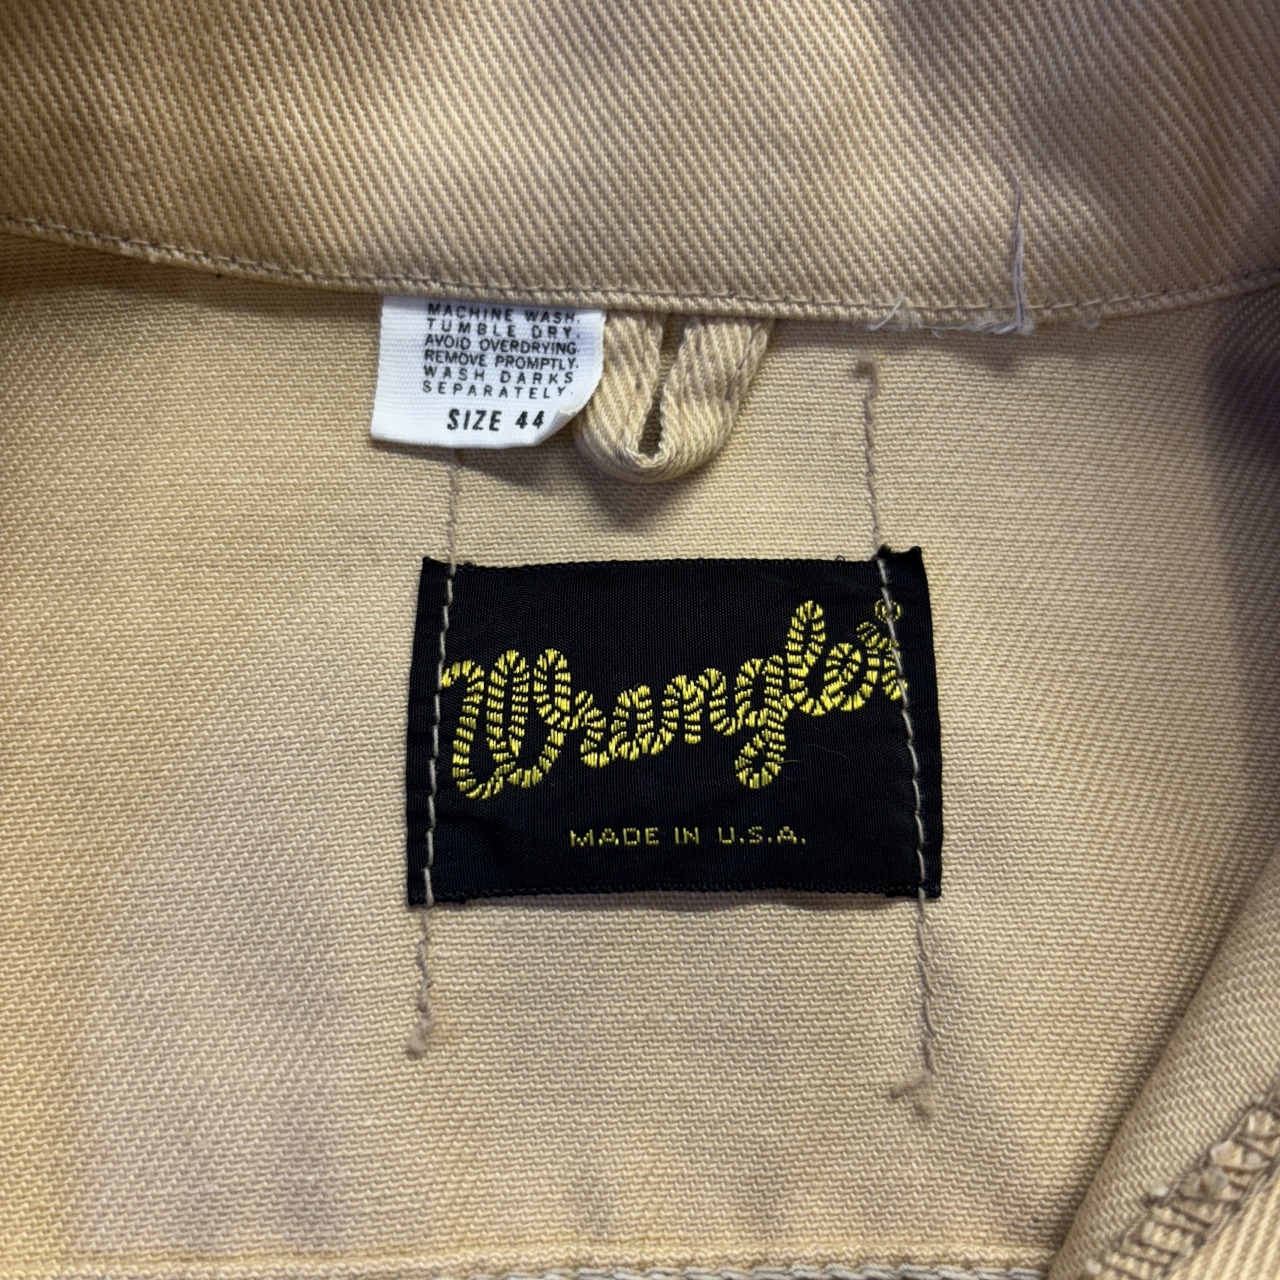 MACHINE WASH.
TUMBLE DRY.
AVOID OVERDRYING.
REMOVE PROMPTLY.
WASH DARKS
SEPARATELY.
SIZE 44
Wrangler®
MADE IN U.S.A.